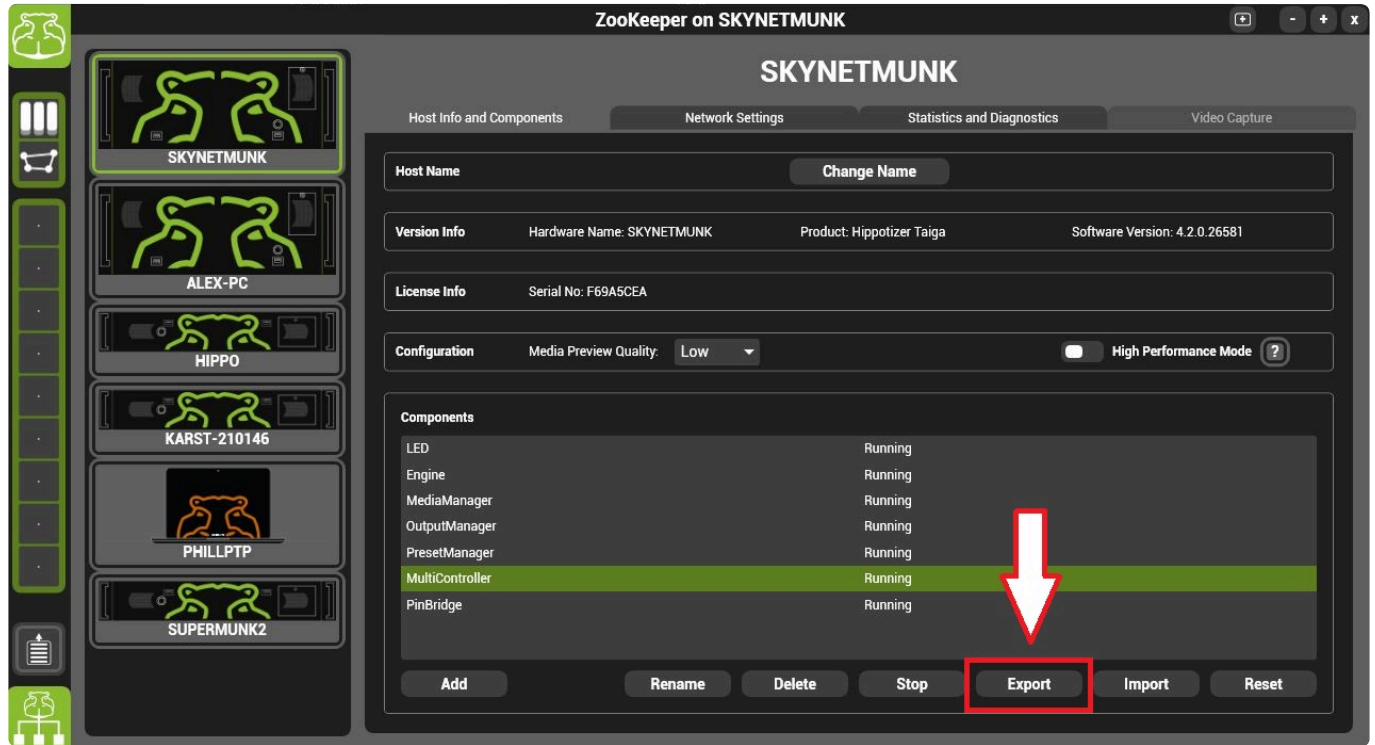 ZooKeeper on SKYNETMUNK
- + x
SKYNETMUNK
ALEX-PC
HIPPO
KARST-210146
PHILLPTP
SUPERMUNK2
SKYNETMUNK
Host Info and Components Network Settings Statistics and Diagnostics Video Capture
Host Name Change Name
Version Info Hardware Name: SKYNETMUNK Product: Hippotizer Taiga Software Version: 4.2.0.26581
License Info Serial No: F69A5CEA
Configuration Media Preview Quality: Low High Performance Mode ?
Components
LED Running
Engine Running
MediaManager Running
OutputManager Running
PresetManager Running
MultiController Running
PinBridge Running
Add Rename Delete Stop Export Import Reset